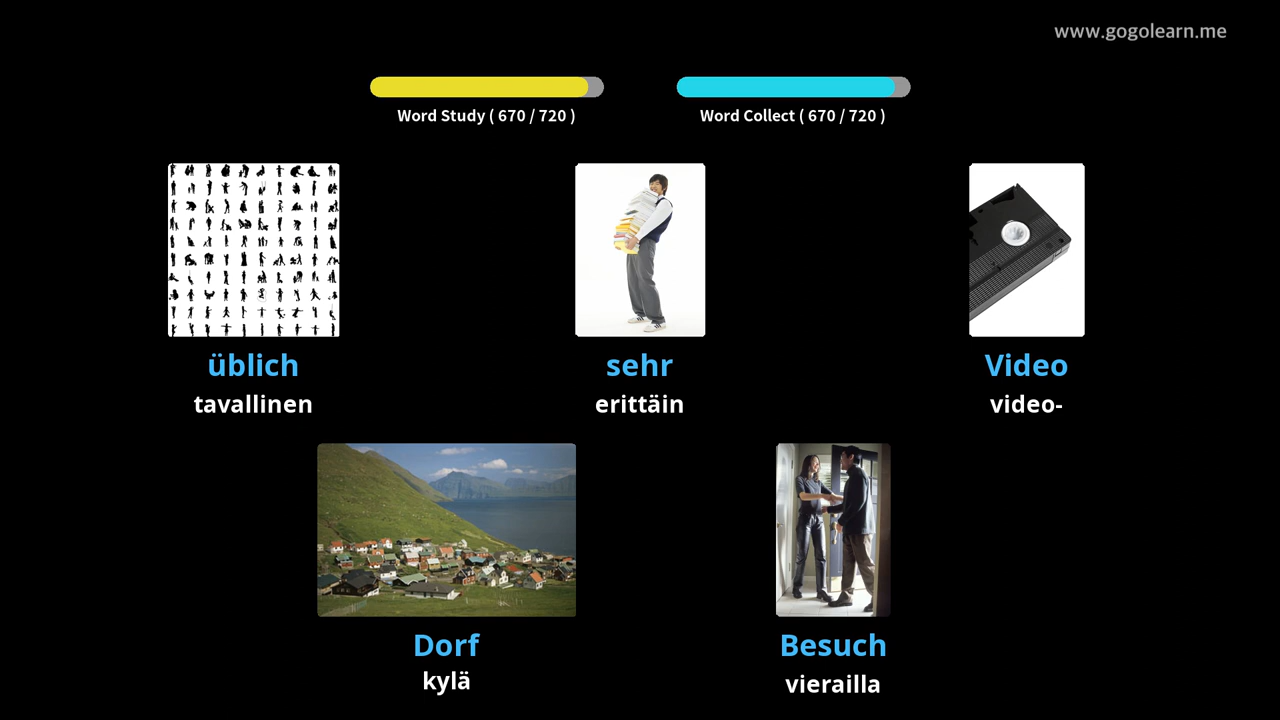 www.gogolearn.me
Word Study ( 670 / 720 )
Word Collect ( 670 / 720 )
üblich
tavallinen
sehr
erittäin
Video
video-
Dorf
kylä
Besuch
vierailla